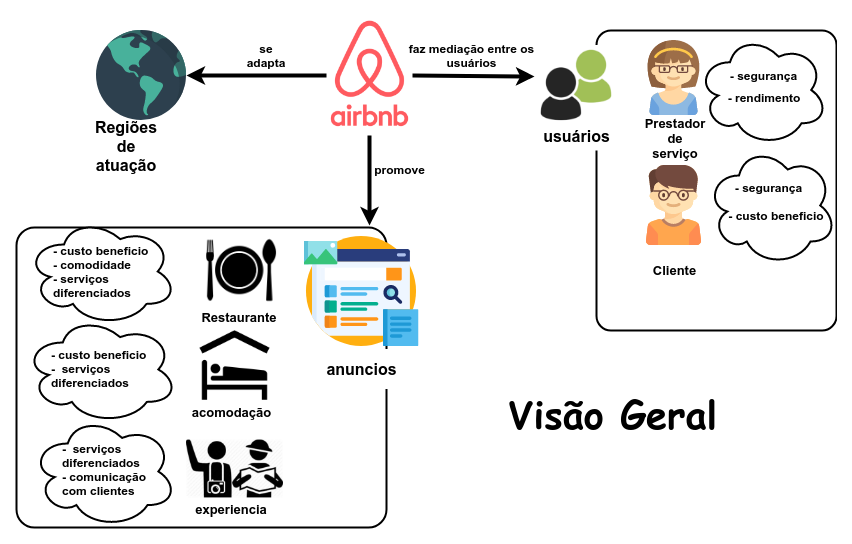 se
adapta
airbnb
faz mediação entre os
usuários
Regiões
de
atuação
promove
usuários
Prestador
de
serviço
- segurança
- rendimento
Cliente
- segurança
- custo beneficio
- custo beneficio
- comodidade
- serviços
diferenciados
Restaurante
anuncios
- custo beneficio
- serviços
diferenciados
acomodação
- serviços
diferenciados
- comunicação
com clientes
experiencia
Visão Geral